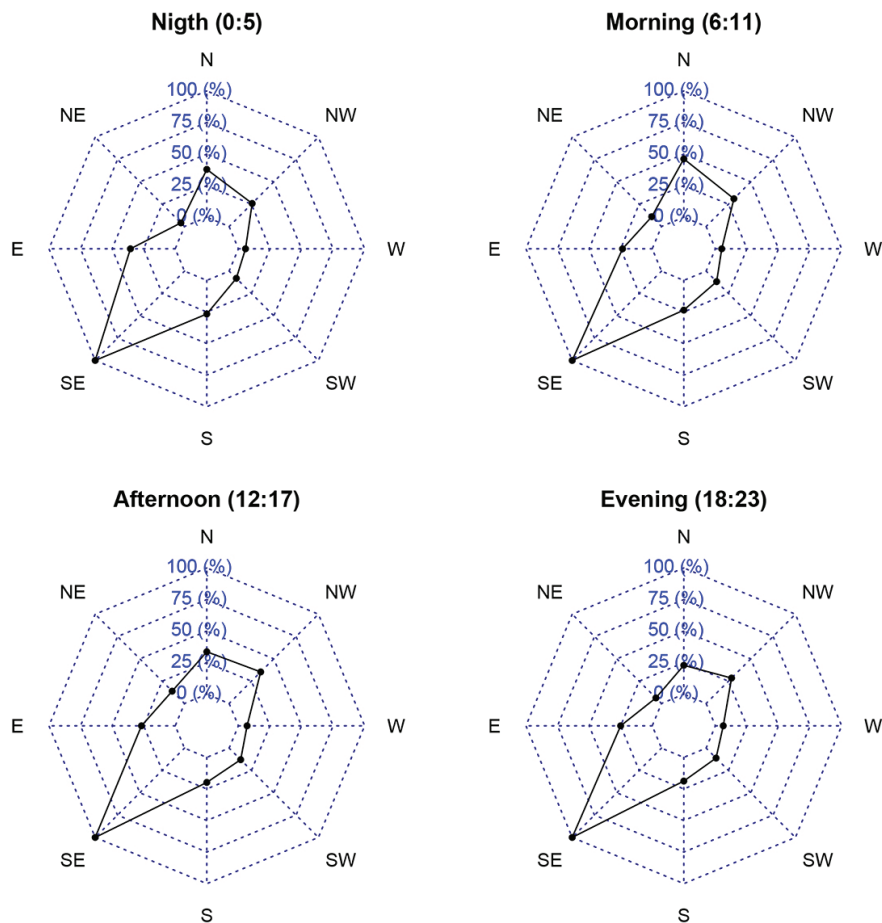 Nigth (0:5)
N
100 (%)
NE
NW
75 (%)
50 (%)
25 (%)
0 (%)
E
W
SE
SW
S
Morning (6:11)
N
100 (%)
NE
NW
75 (%)
50 (%)
25 (%)
0 (%)
E
W
SE
SW
S
Afternoon (12:17)
N
100 (%)
NE
NW
75 (%)
50 (%)
25 (%)
0 (%)
E
W
SE
SW
S
Evening (18:23)
N
100 (%)
NE
NW
75 (%)
50 (%)
25 (%)
0 (%)
E
W
SE
SW
S